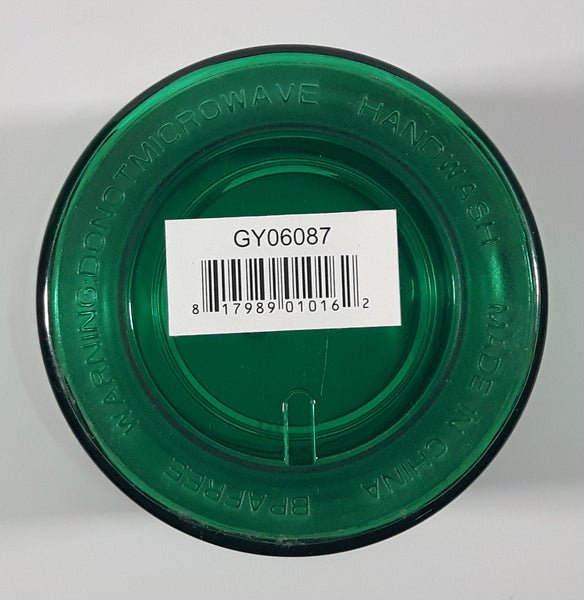 GY06087
8 17989 01016 2
WARNING:DONOTMICROWAVE HANDWASH MADE IN CHINA BPAFREE